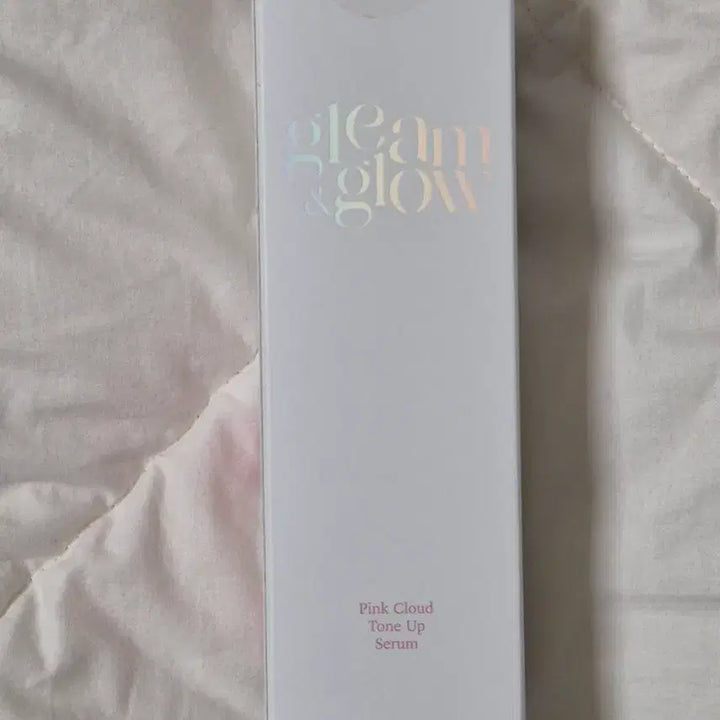 gleam
&glow
Pink Cloud
Tone Up
Serum